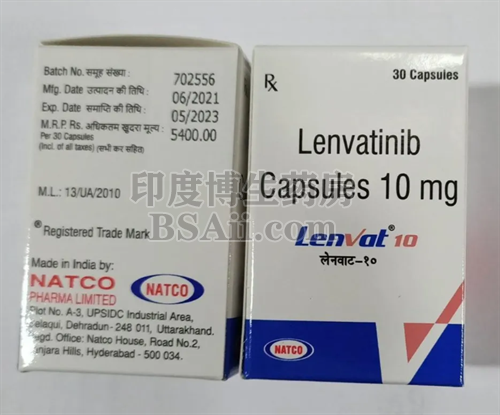 Batch No. समूह संख्या : 702556
Mfg. Date उत्पादन की तिथि : 06/2021
Exp. Date समाप्ति की तिथि : 05/2023
M.R.P. Rs. अधिकतम खुदरा मूल्य : 5400.00
Per 30 Capsules
(Incl. of all taxes) (सभी कर सहित)
M.L.: 13/UA/2010
® Registered Trade Mark
Made in India by:
NATCO
PHARMA LIMITED
NATCO
Plot No. A-3, UPSIDC Industrial Area,
Selaqui, Dehradun- 248 011, Uttarakhand.
Regd. Office: Natco House, Road No.2,
Banjara Hills, Hyderabad - 500 034.
Rx
30 Capsules
Lenvatinib
Capsules 10 mg
Lenvat® 10
लेनवाट-१०
NATCO
印度博生药房
BSAii.com